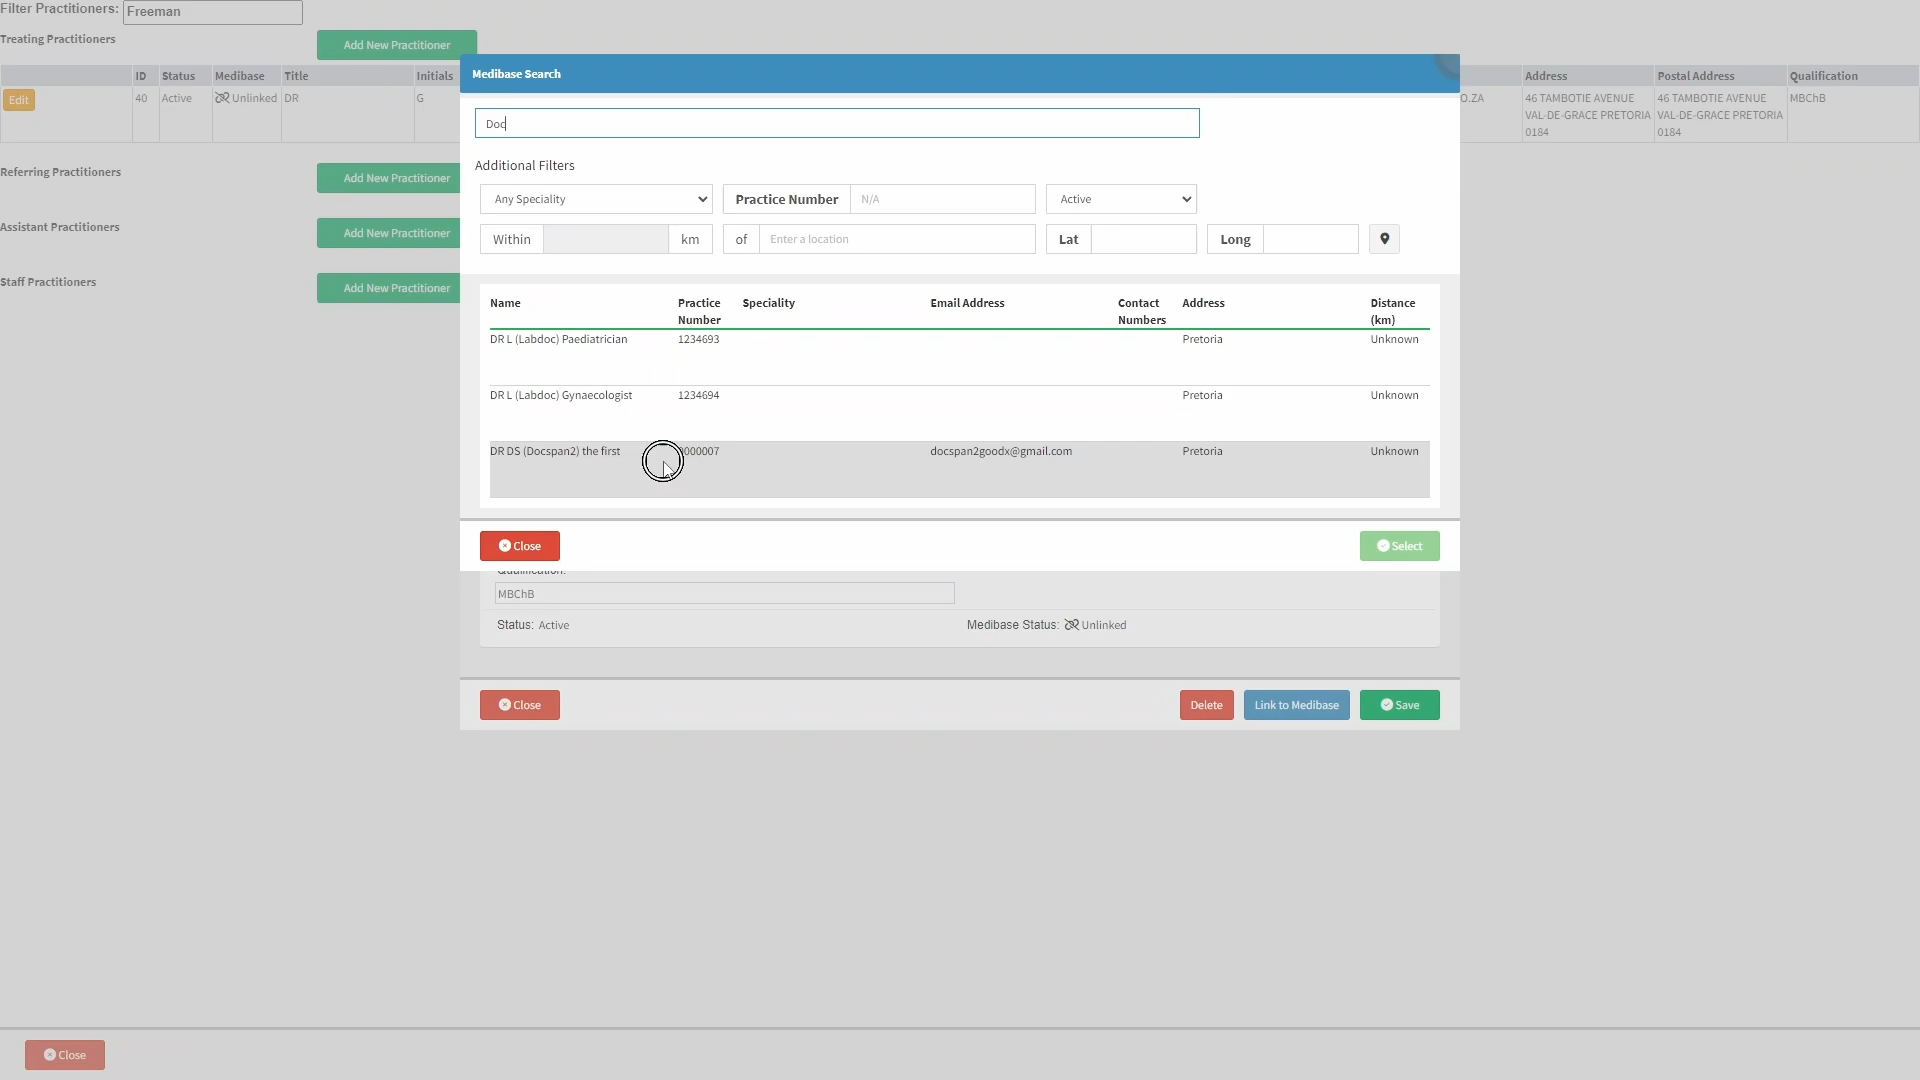 Filter Practitioners: Freeman
Treating Practitioners Add New Practitioner
Medibase Search
ID Status Medibase Title Initials Address Postal Address Qualification
Edit 40 Active Unlinked DR G O.ZA 46 TAMBOTIE AVENUE 46 TAMBOTIE AVENUE MBChB
VAL-DE-GRACE PRETORIA VAL-DE-GRACE PRETORIA
0184 0184
Doc
Additional Filters
Referring Practitioners Add New Practitioner
Any Speciality Practice Number N/A Active
Assistant Practitioners Add New Practitioner
Within km of Enter a location Lat Long
Staff Practitioners Add New Practitioner
Name Practice Speciality Email Address Contact Address Distance
Number Numbers (km)
DR L (Labdoc) Paediatrician 1234693 Pretoria Unknown
DR L (Labdoc) Gynaecologist 1234694 Pretoria Unknown
DR DS (Docspan2) the first docspan2goodx@gmail.com Pretoria Unknown
Close Select
Qualification:
MBChB
Status: Active Medibase Status: Unlinked
Close Delete Link to Medibase Save
Close